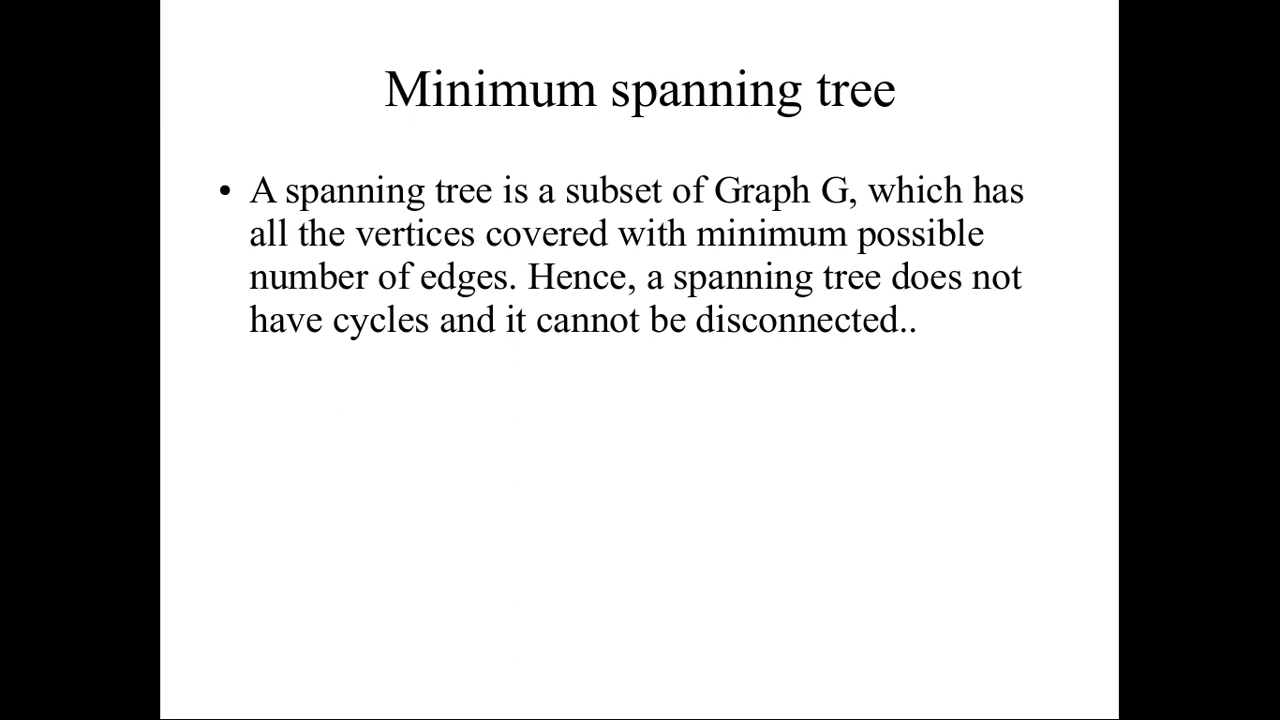 Minimum spanning tree
• A spanning tree is a subset of Graph G, which has
all the vertices covered with minimum possible
number of edges. Hence, a spanning tree does not
have cycles and it cannot be disconnected..